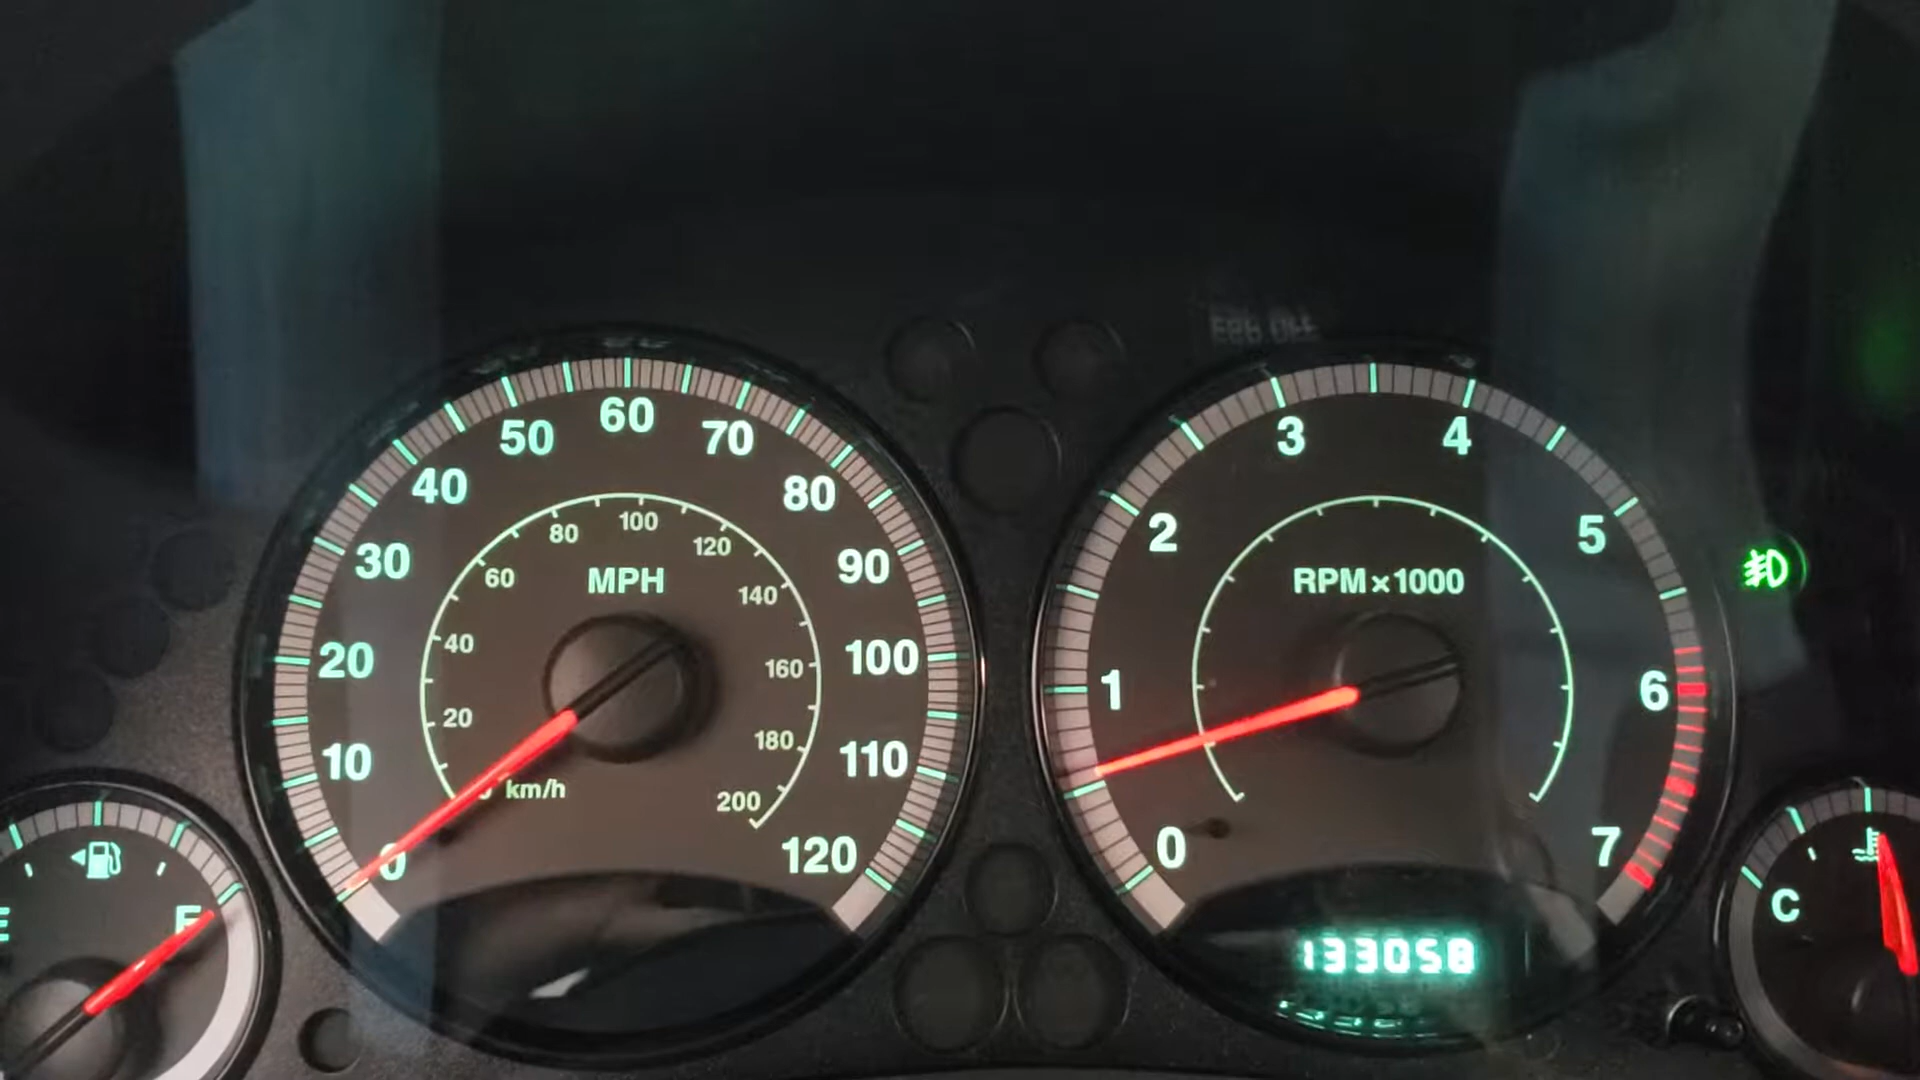 50 60 70
40 80
30 90
20 100
10 110
0 120
80 100 120
60 140
40 160
20 180
0 200
MPH
km/h
3 4
2 5
1 6
0 7
RPM×1000
133058
E F
C